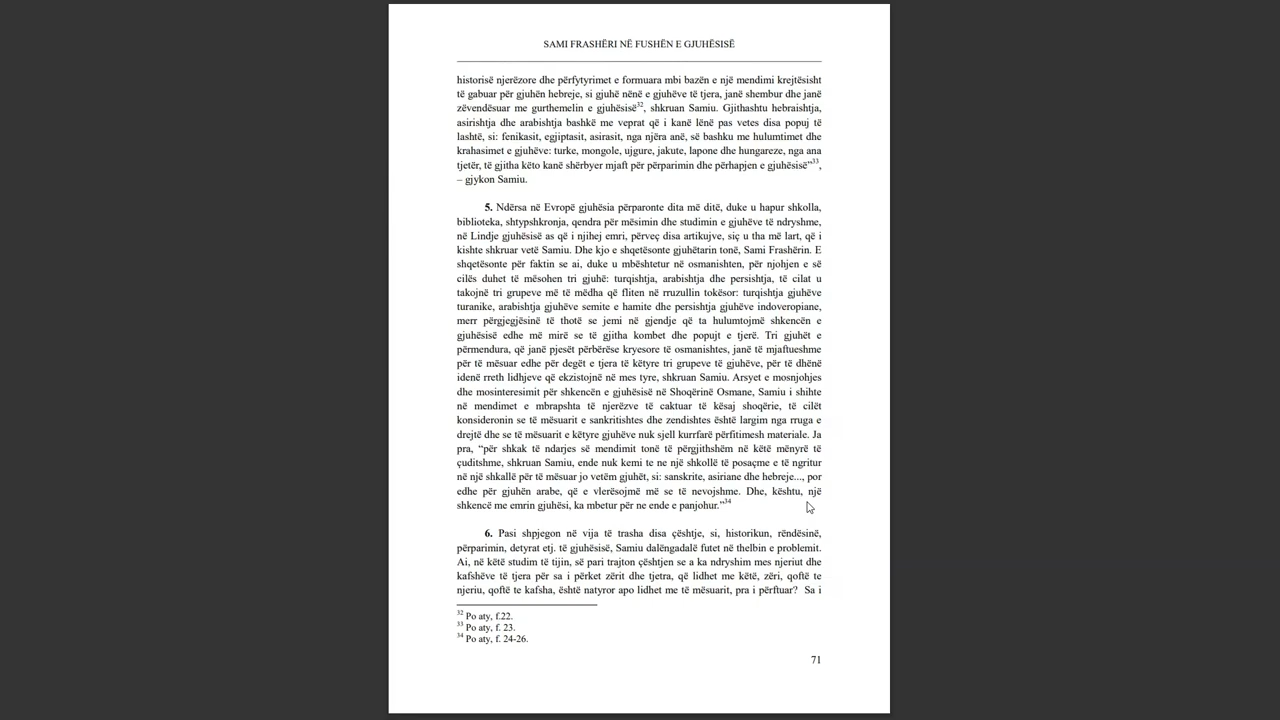 SAMI FRASHËRI NË FUSHËN E GJUHËSISË
historisë njerëzore dhe përfytyrimet e formuara mbi bazën e një mendimi krejtësisht
të gabuar për gjuhën hebreje, si gjuhë nënë e gjuhëve të tjera, janë shembur dhe janë
zëvendësuar me gurthemelin e gjuhësisë32, shkruan Samiu. Gjithashtu hebraishtja,
asirishtja dhe arabishtja bashkë me veprat që i kanë lënë pas vetes disa popuj të
lashtë, si: fenikasit, egjiptasit, asirasit, nga njëra anë, së bashku me hulumtimet dhe
krahasimet e gjuhëve: turke, mongole, ujgure, jakute, lapone dhe hungareze, nga ana
tjetër, të gjitha këto kanë shërbyer mjaft për përparimin dhe përhapjen e gjuhësisë”33,
– gjykon Samiu.
5. Ndërsa në Evropë gjuhësia përparonte dita më ditë, duke u hapur shkolla,
biblioteka, shtypshkronja, qendra për mësimin dhe studimin e gjuhëve të ndryshme,
në Lindje gjuhësisë as që i njihej emri, përveç disa artikujve, siç u tha më lart, që i
kishte shkruar vetë Samiu. Dhe kjo e shqetësonte gjuhëtarin tonë, Sami Frashërin. E
shqetësonte për faktin se ai, duke u mbështetur në osmanishten, për njohjen e së
cilës duhet të mësohen tri gjuhë: turqishtja, arabishtja dhe persishtja, të cilat u
takojnë tri grupeve më të mëdha që fliten në rruzullin tokësor: turqishtja gjuhëve
turanike, arabishtja gjuhëve semite e hamite dhe persishtja gjuhëve indoveropiane,
merr përgjegjësinë të thotë se jemi në gjendje që ta hulumtojmë shkencën e
gjuhësisë edhe më mirë se të gjitha kombet dhe popujt e tjerë. Tri gjuhët e
përmendura, që janë pjesët përbërëse kryesore të osmanishtes, janë të mjaftueshme
për të mësuar edhe për degët e tjera të këtyre tri grupeve të gjuhëve, për të dhënë
idenë rreth lidhjeve që ekzistojnë në mes tyre, shkruan Samiu. Arsyet e mosnjohjes
dhe mosinteresimit për shkencën e gjuhësisë në Shoqërinë Osmane, Samiu i shihte
në mendimet e mbrapshta të njerëzve të caktuar të kësaj shoqërie, të cilët
konsideronin se të mësuarit e sankritishtes dhe zendishtes është largim nga rruga e
drejtë dhe se të mësuarit e këtyre gjuhëve nuk sjell kurrfarë përfitimesh materiale. Ja
pra, “për shkak të ndarjes së mendimit tonë të përgjithshëm në këtë mënyrë të
çuditshme, shkruan Samiu, ende nuk kemi te ne një shkollë të posaçme e të ngritur
në një shkallë për të mësuar jo vetëm gjuhët, si: sanskrite, asiriane dhe hebreje..., por
edhe për gjuhën arabe, që e vlerësojmë më se të nevojshme. Dhe, kështu, një
shkencë me emrin gjuhësi, ka mbetur për ne ende e panjohur.”34
6. Pasi shpjegon në vija të trasha disa çështje, si, historikun, rëndësinë,
përparimin, detyrat etj. të gjuhësisë, Samiu dalëngadalë futet në thelbin e problemit.
Ai, në këtë studim të tijin, së pari trajton çështjen se a ka ndryshim mes njeriut dhe
kafshëve të tjera për sa i përket zërit dhe tjetra, që lidhet me këtë, zëri, qoftë te
njeriu, qoftë te kafsha, është natyror apo lidhet me të mësuarit, pra i përftuar? Sa i
32 Po aty, f.22.
33 Po aty, f. 23.
34 Po aty, f. 24-26.
71